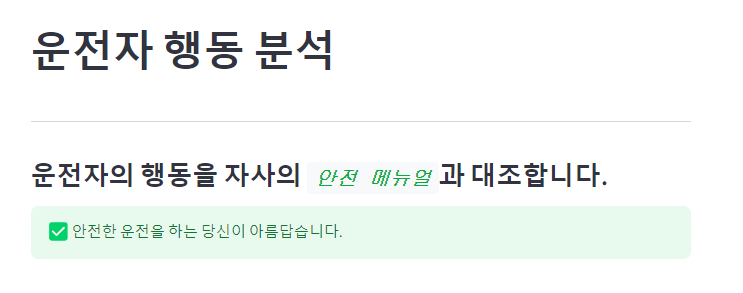 운전자 행동 분석
운전자의 행동을 자사의 안전 메뉴얼과 대조합니다.
안전한 운전을 하는 당신이 아름답습니다.